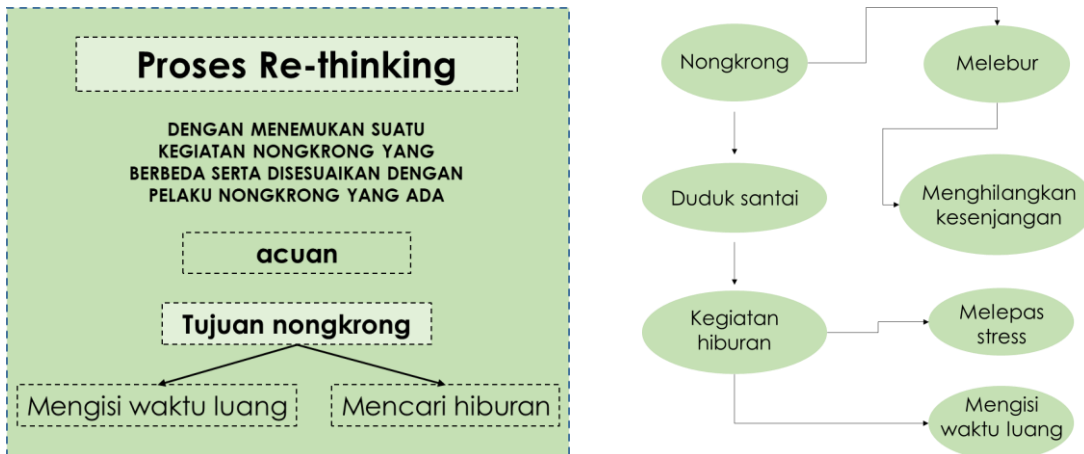 Proses Re-thinking
DENGAN MENEMUKAN SUATU
KEGIATAN NONGKRONG YANG
BERBEDA SERTA DISESUAIKAN DENGAN
PELAKU NONGKRONG YANG ADA
acuan
Tujuan nongkrong
Mengisi waktu luang
Mencari hiburan
Nongkrong
Melebur
Duduk santai
Menghilangkan
kesenjangan
Kegiatan
hiburan
Melepas
stress
Mengisi
waktu luang